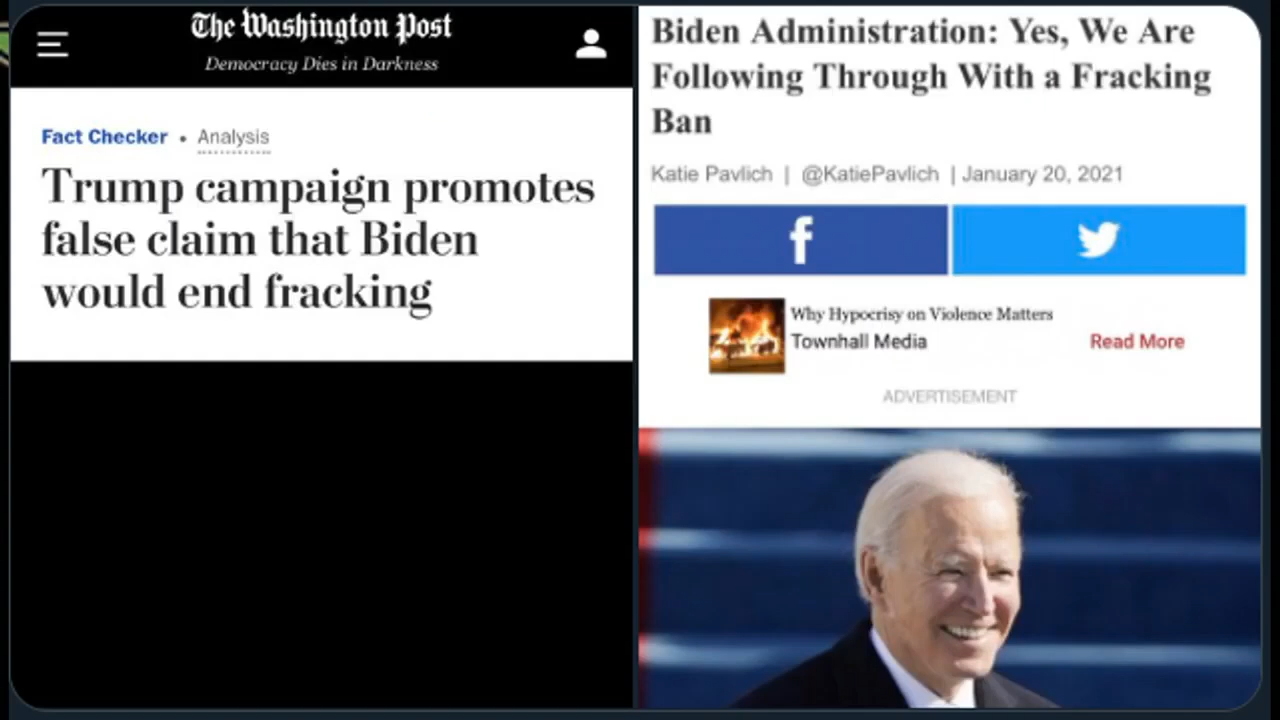 The Washington Post
Democracy Dies in Darkness
Fact Checker • Analysis
Trump campaign promotes
false claim that Biden
would end fracking
Biden Administration: Yes, We Are
Following Through With a Fracking
Ban
Katie Pavlich | @KatiePavlich | January 20, 2021
Why Hypocrisy on Violence Matters
Townhall Media
Read More
ADVERTISEMENT